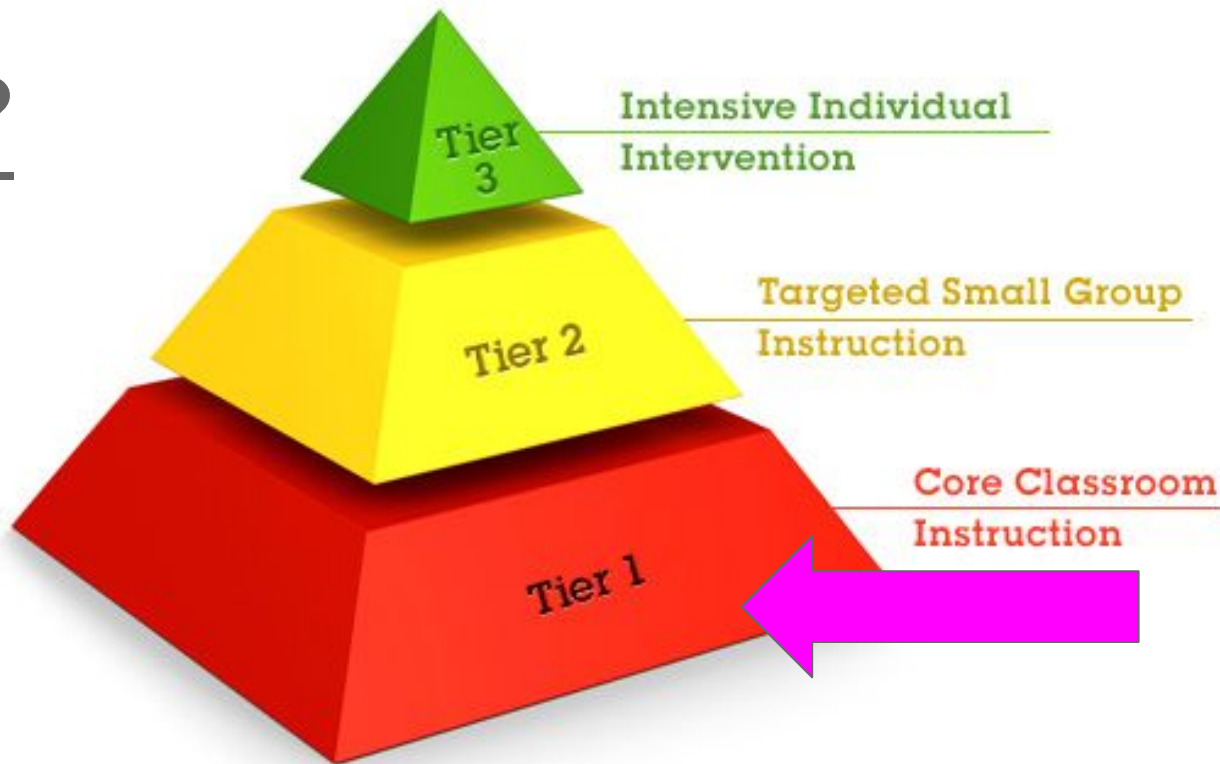 ?
Intensive Individual
Intervention
Tier
3
Targeted Small Group
Instruction
Tier 2
Core Classroom
Instruction
Tier 1